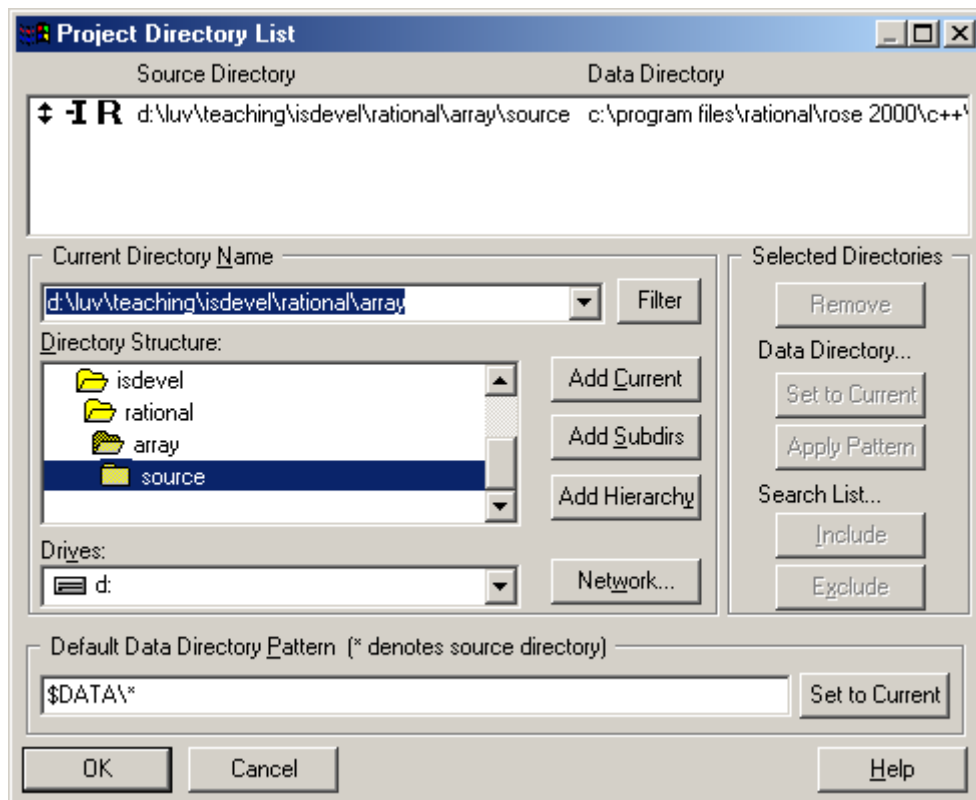 Project Directory List
Source Directory Data Directory
-I R d:\luv\teaching\isdevel\rational\array\source c:\program files\rational\rose 2000\c++\
Current Directory Name
d:\luv\teaching\isdevel\rational\array
Filter
Directory Structure:
isdevel
rational
array
source
Add Current
Add Subdirs
Add Hierarchy
Drives:
d:
Network...
Selected Directories
Remove
Data Directory...
Set to Current
Apply Pattern
Search List...
Include
Exclude
Default Data Directory Pattern (* denotes source directory)
$DATA\*
Set to Current
OK
Cancel
Help